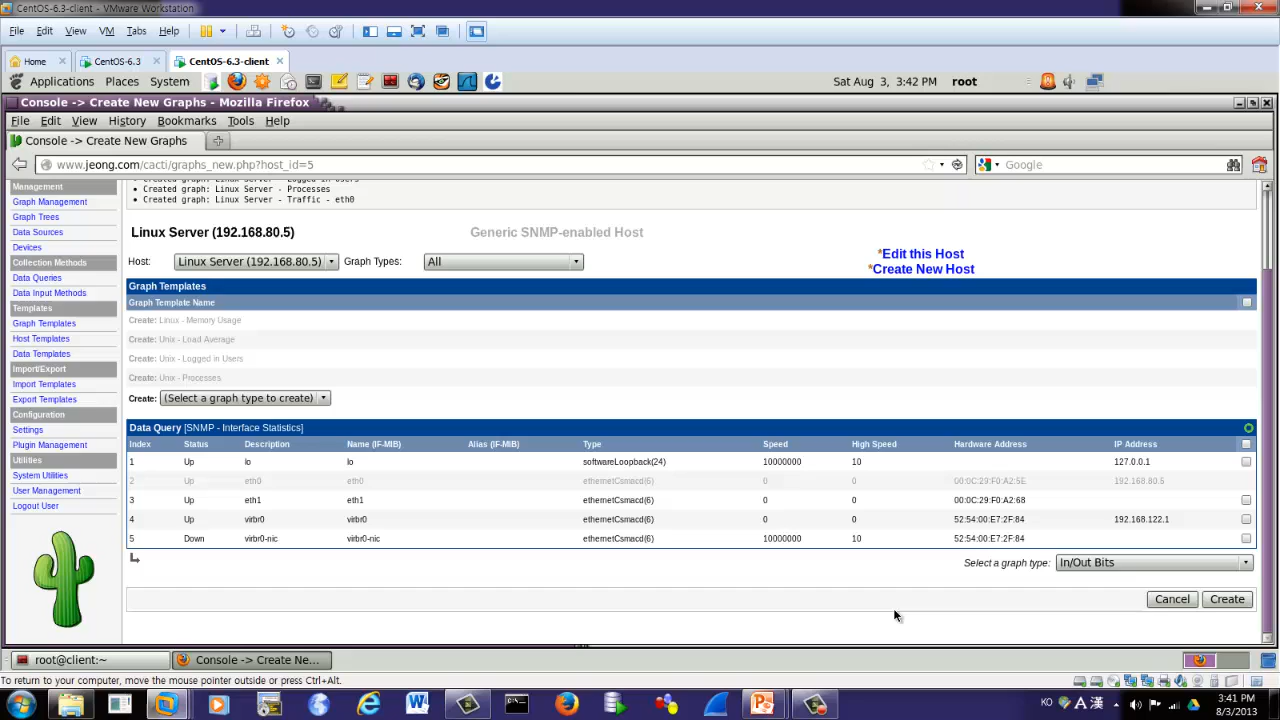 CentOS-6.3-client - VMware Workstation
File Edit View VM Tabs Help
Home CentOS-6.3 CentOS-6.3-client
Applications Places System Sat Aug 3, 3:42 PM root
Console -> Create New Graphs - Mozilla Firefox
File Edit View History Bookmarks Tools Help
Console -> Create New Graphs
www.jeong.com/cacti/graphs_new.php?host_id=5 Google
Management
Graph Management
Graph Trees
Data Sources
Devices
Collection Methods
Data Queries
Data Input Methods
Templates
Graph Templates
Host Templates
Data Templates
Import/Export
Import Templates
Export Templates
Configuration
Settings
Plugin Management
Utilities
System Utilities
User Management
Logout User
• Created graph: Linux Server - Logged in Users
• Created graph: Linux Server - Processes
• Created graph: Linux Server - Traffic - eth0
Linux Server (192.168.80.5) Generic SNMP-enabled Host
*Edit this Host
Host: Linux Server (192.168.80.5) Graph Types: All
*Create New Host
Graph Templates
Graph Template Name
Create: Linux - Memory Usage
Create: Unix - Load Average
Create: Unix - Logged in Users
Create: Unix - Processes
Create: (Select a graph type to create)
Data Query [SNMP - Interface Statistics]
Index Status Description Name (IF-MIB) Alias (IF-MIB) Type Speed High Speed Hardware Address IP Address
1 Up lo lo softwareLoopback(24) 10000000 10 127.0.0.1
2 Up eth0 eth0 ethernetCsmacd(6) 0 0 00:0C:29:F0:A2:5E 192.168.80.5
3 Up eth1 eth1 ethernetCsmacd(6) 0 0 00:0C:29:F0:A2:68
4 Up virbr0 virbr0 ethernetCsmacd(6) 0 0 52:54:00:E7:2F:84 192.168.122.1
5 Down virbr0-nic virbr0-nic ethernetCsmacd(6) 10000000 10 52:54:00:E7:2F:84
Select a graph type: In/Out Bits
Cancel Create
root@client:~ Console -> Create Ne...
To return to your computer, move the mouse pointer outside or press Ctrl+Alt.
KO A 漢 3:41 PM
8/3/2013